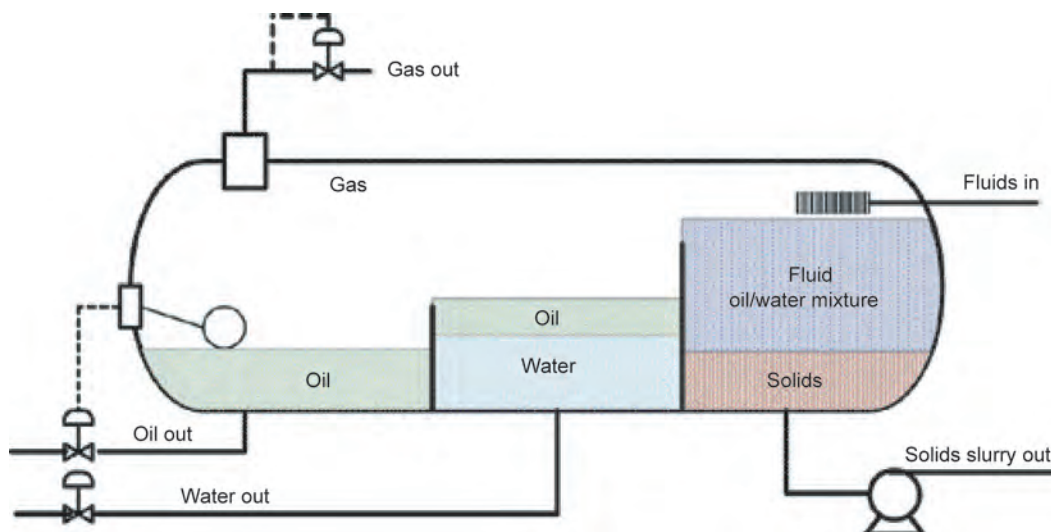 Gas out
Gas
Fluids in
Fluid
oil/water mixture
Oil
Oil
Water
Solids
Oil out
Water out
Solids slurry out